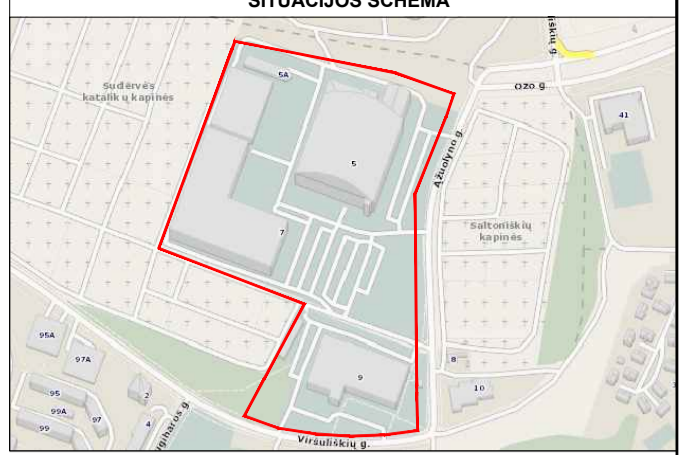 SITUACIJOS SCHEMA
Sudervės
katalikų kapinės
5A
5
7
9
Ažuolyno g.
Ozo g.
41
Saltoniškių
kapinės
8
10
95A
97A
95
99A
99
97
2
4
Viršuliškių g.